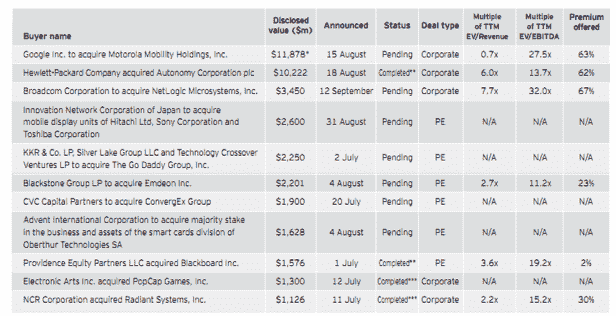 Buyer name Disclosed value ($m) Announced Status Deal type Multiple of TTM EV/Revenue Multiple of TTM EV/EBITDA Premium offered
Google Inc. to acquire Motorola Mobility Holdings, Inc. $11,878* 15 August Pending Corporate 0.7x 27.5x 63%
Hewlett-Packard Company acquired Autonomy Corporation plc $10,222 18 August Completed** Corporate 6.0x 13.7x 62%
Broadcom Corporation to acquire NetLogic Microsystems, Inc. $3,450 12 September Pending Corporate 7.7x 32.0x 67%
Innovation Network Corporation of Japan to acquire
mobile display units of Hitachi Ltd, Sony Corporation and $2,600 31 August Pending PE N/A N/A N/A
Toshiba Corporation
KKR & Co. LP, Silver Lake Group LLC and Technology Crossover $2,250 2 July Pending PE N/A N/A N/A
Ventures LP to acquire The Go Daddy Group, Inc.
Blackstone Group LP to acquire Emdeon Inc. $2,201 4 August Pending PE 2.7x 11.2x 23%
CVC Capital Partners to acquire ConvergEx Group $1,900 20 July Pending PE N/A N/A N/A
Advent International Corporation to acquire majority stake
in the business and assets of the smart cards division of $1,628 4 August Pending PE N/A N/A N/A
Oberthur Technologies SA
Providence Equity Partners LLC acquired Blackboard Inc. $1,576 1 July Completed** PE 3.6x 19.2x 2%
Electronic Arts Inc. acquired PopCap Games, Inc. $1,300 12 July Completed*** Corporate N/A N/A N/A
NCR Corporation acquired Radiant Systems, Inc. $1,126 11 July Completed*** Corporate 2.2x 15.2x 30%